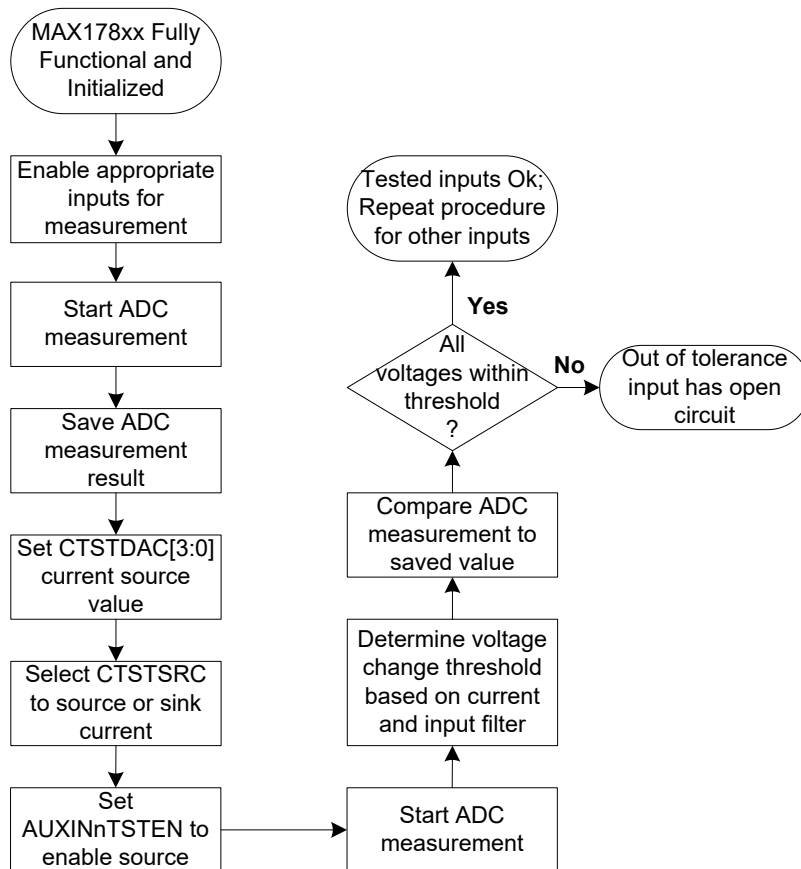 MAX178xx Fully
Functional and
Initialized
Enable appropriate
inputs for
measurement
Start ADC
measurement
Save ADC
measurement
result
Set CTSTDAC[3:0]
current source
value
Select CTSTSRC
to source or sink
current
Set
AUXINnTSTEN to
enable source
Start ADC
measurement
Determine voltage
change threshold
based on current
and input filter
Compare ADC
measurement to
saved value
All
voltages within
threshold
?
Yes
No
Tested inputs Ok;
Repeat procedure
for other inputs
Out of tolerance
input has open
circuit